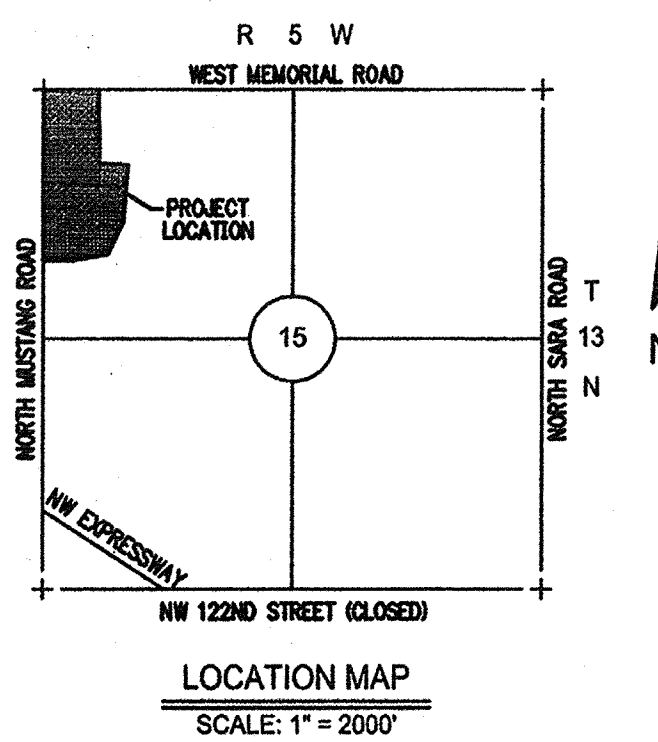 R 5 W
WEST MEMORIAL ROAD
PROJECT
LOCATION
NORTH MUSTANG ROAD
15
NORTH SARA ROAD
T
13
N
N
NW EXPRESSWAY
NW 122ND STREET (CLOSED)
LOCATION MAP
SCALE: 1" = 2000'